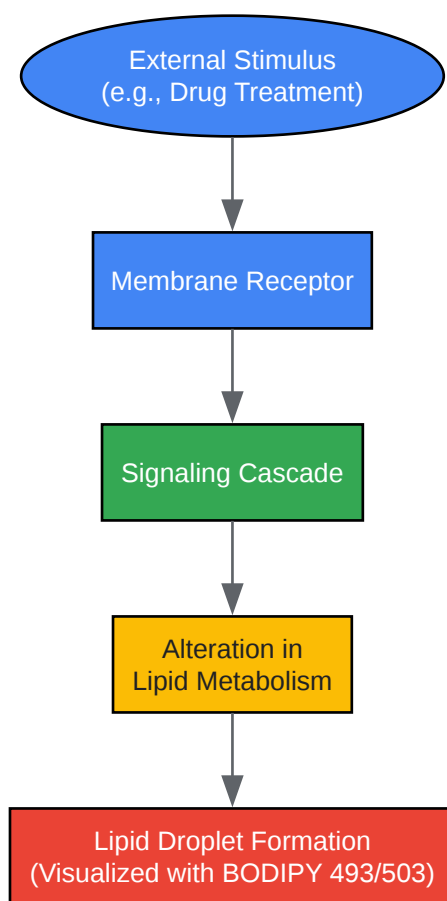 External Stimulus
(e.g., Drug Treatment)
Membrane Receptor
Signaling Cascade
Alteration in
Lipid Metabolism
Lipid Droplet Formation
(Visualized with BODIPY 493/503)